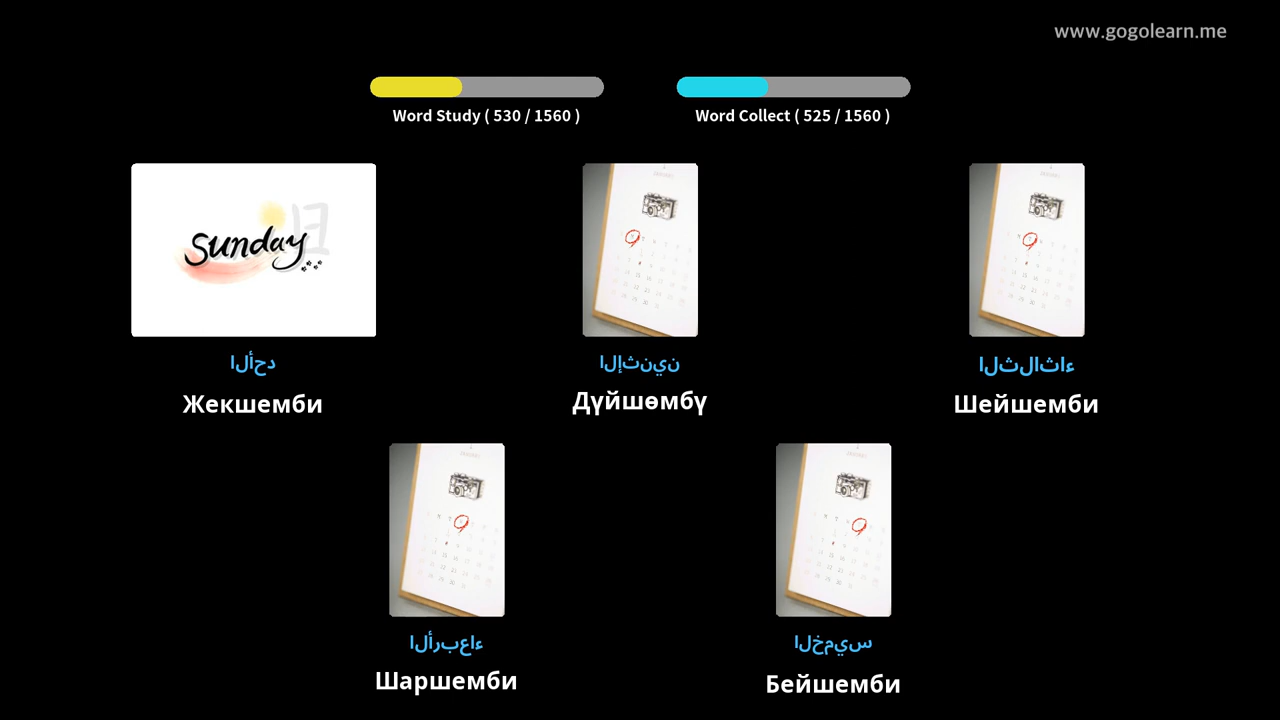 www.gogolearn.me
Word Study ( 530 / 1560 )
Word Collect ( 525 / 1560 )
Sunday
日
الأحد
الإثنين
الثلاثاء
Жекшемби
Дүйшөмбү
Шейшемби
الأربعاء
الخميس
Шаршемби
Бейшемби